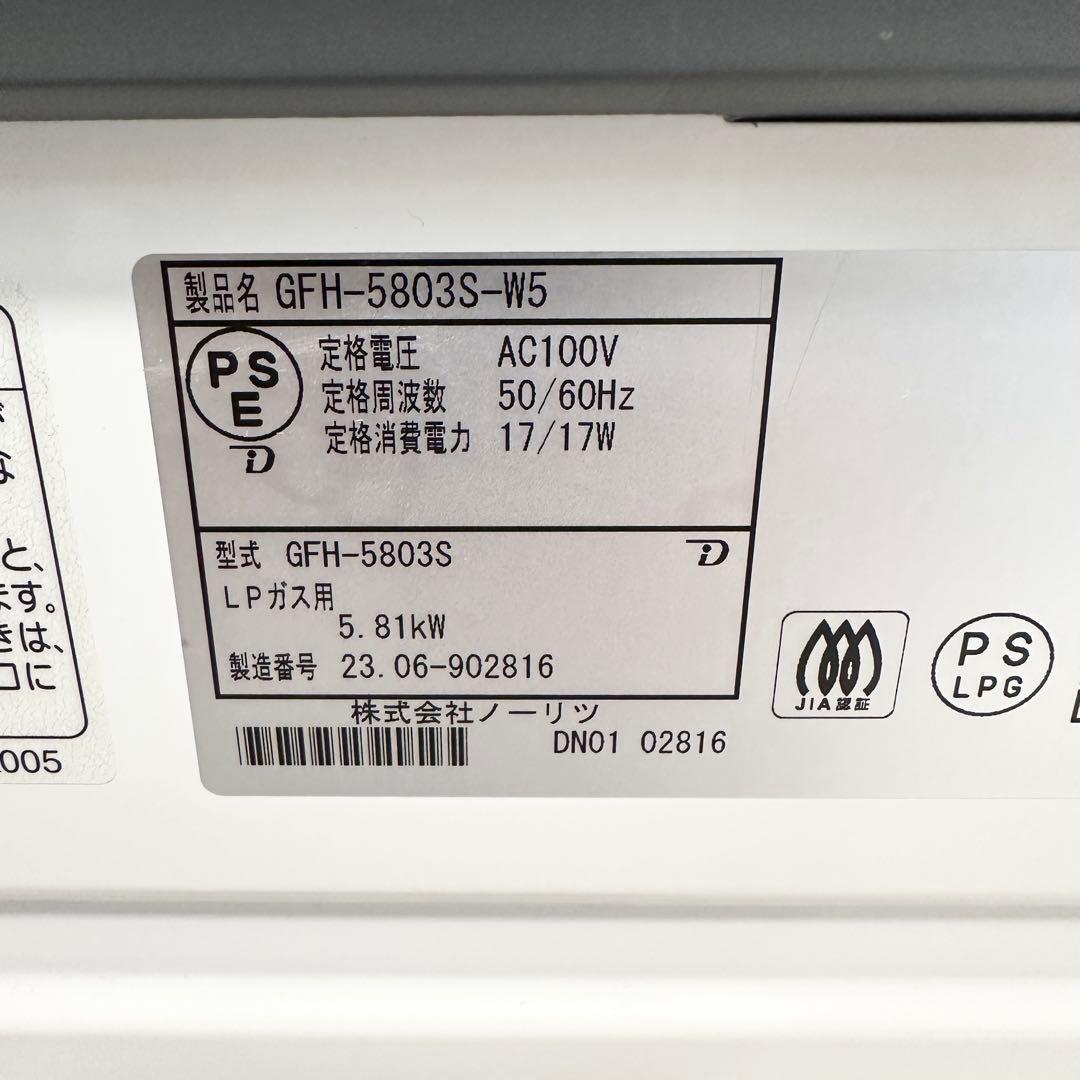 製品名 GFH-5803S-W5
PS
E
定格電圧 AC100V
定格周波数 50/60Hz
定格消費電力 17/17W
型式 GFH-5803S
LPガス用
5.81kW
製造番号 23.06-902816
株式会社ノーリツ
DN01 02816
JIA認証
PS
LPG
な
と、
ます。
きは、
口に
005